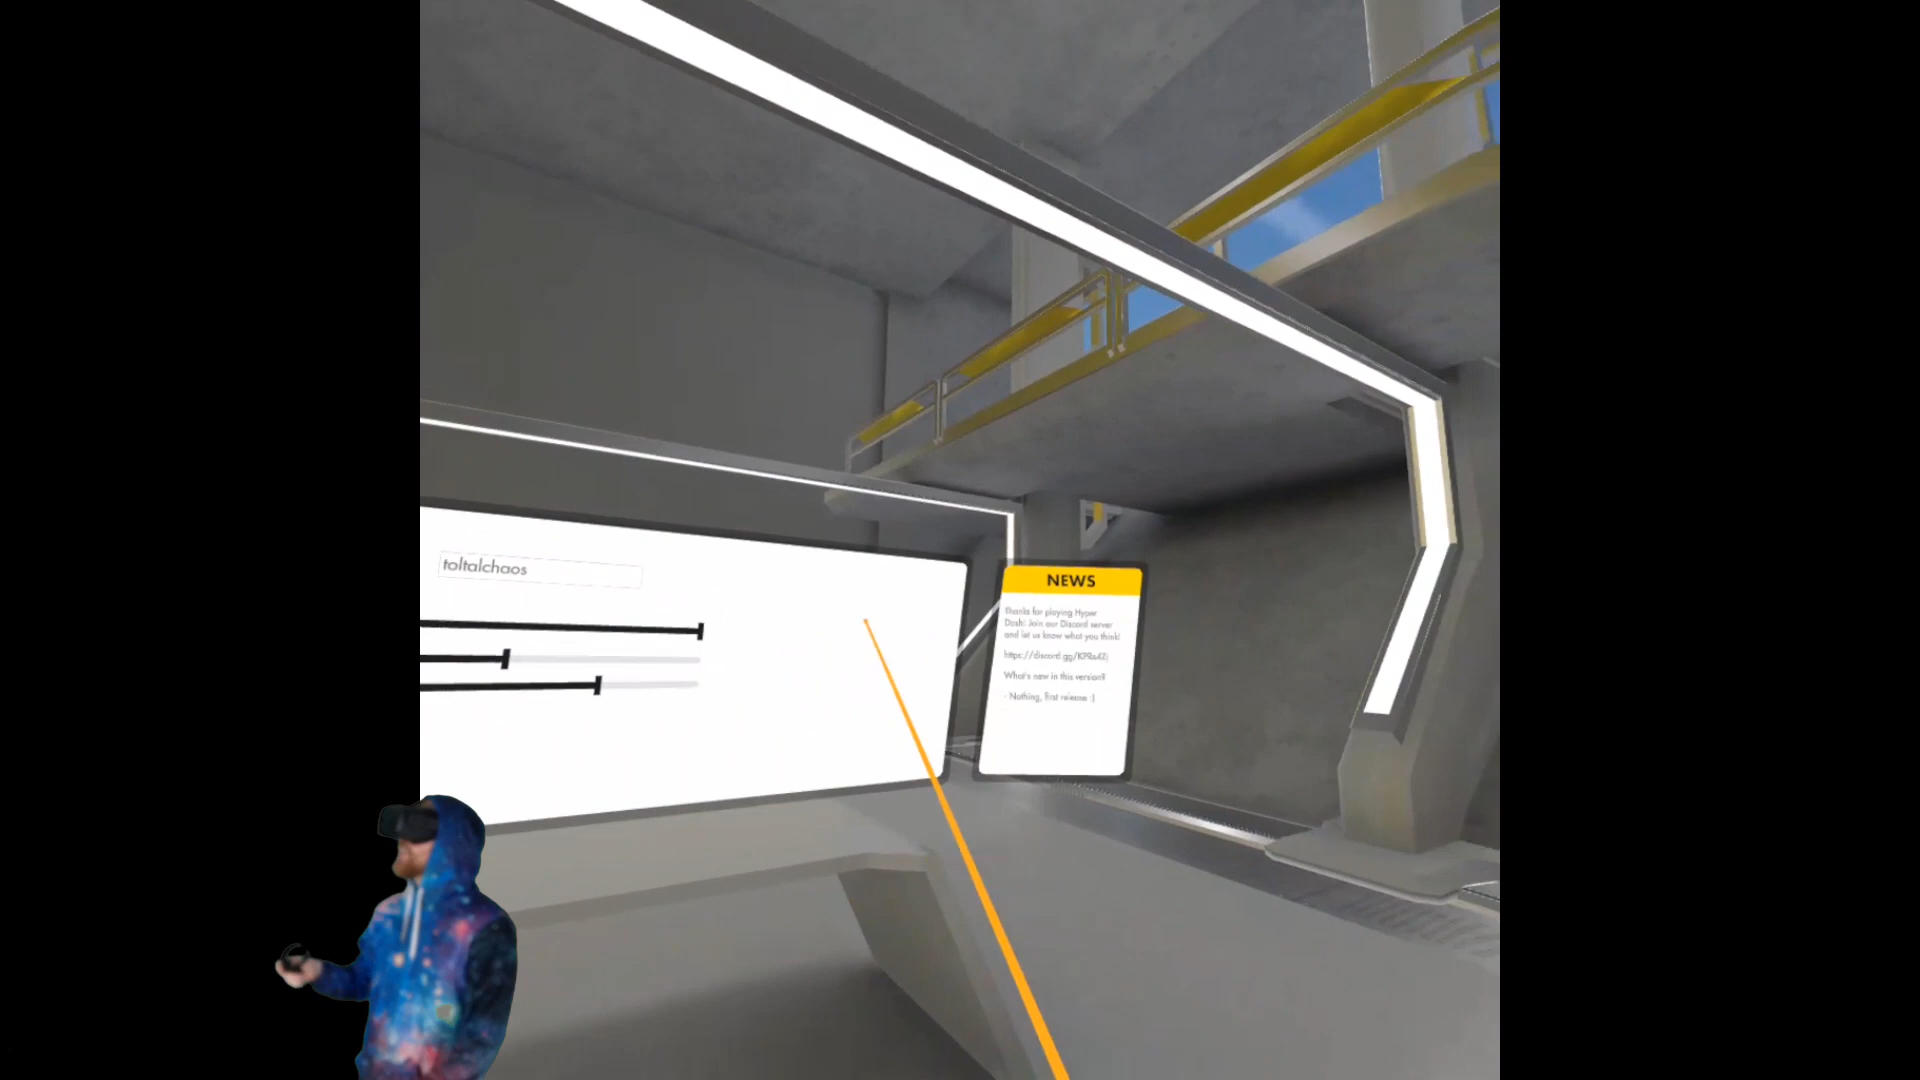 toltalchaos
NEWS
Thanks for playing Hyper
Dash! Join our Discord server
and let us know what you think!
What's new in this version?
- Nothing, first release :)